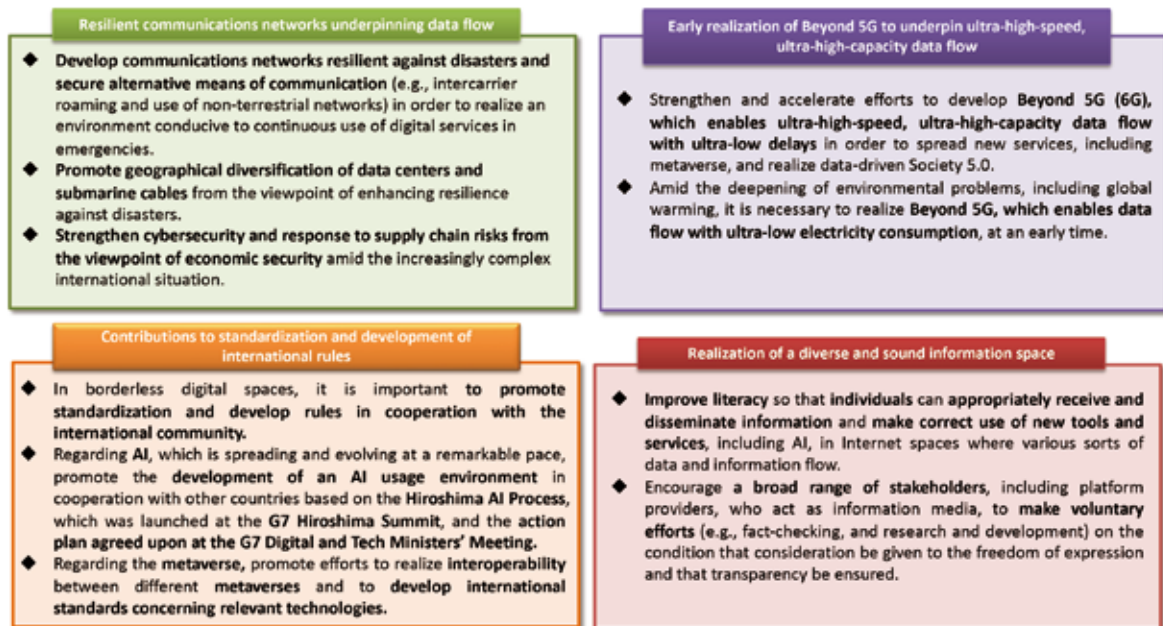 Resilient communications networks underpinning data flow
◆ Develop communications networks resilient against disasters and
secure alternative means of communication (e.g., intercarrier
roaming and use of non-terrestrial networks) in order to realize an
environment conducive to continuous use of digital services in
emergencies.
◆ Promote geographical diversification of data centers and
submarine cables from the viewpoint of enhancing resilience
against disasters.
◆ Strengthen cybersecurity and response to supply chain risks from
the viewpoint of economic security amid the increasingly complex
international situation.
Early realization of Beyond 5G to underpin ultra-high-speed,
ultra-high-capacity data flow
◆ Strengthen and accelerate efforts to develop Beyond 5G (6G),
which enables ultra-high-speed, ultra-high-capacity data flow
with ultra-low delays in order to spread new services, including
metaverse, and realize data-driven Society 5.0.
◆ Amid the deepening of environmental problems, including global
warming, it is necessary to realize Beyond 5G, which enables data
flow with ultra-low electricity consumption, at an early time.
Contributions to standardization and development of
international rules
◆ In borderless digital spaces, it is important to promote
standardization and develop rules in cooperation with the
international community.
◆ Regarding AI, which is spreading and evolving at a remarkable pace,
promote the development of an AI usage environment in
cooperation with other countries based on the Hiroshima AI Process,
which was launched at the G7 Hiroshima Summit, and the action
plan agreed upon at the G7 Digital and Tech Ministers' Meeting.
◆ Regarding the metaverse, promote efforts to realize interoperability
between different metaverses and to develop international
standards concerning relevant technologies.
Realization of a diverse and sound information space
◆ Improve literacy so that individuals can appropriately receive and
disseminate information and make correct use of new tools and
services, including AI, in Internet spaces where various sorts of
data and information flow.
◆ Encourage a broad range of stakeholders, including platform
providers, who act as information media, to make voluntary
efforts (e.g., fact-checking, and research and development) on the
condition that consideration be given to the freedom of expression
and that transparency be ensured.